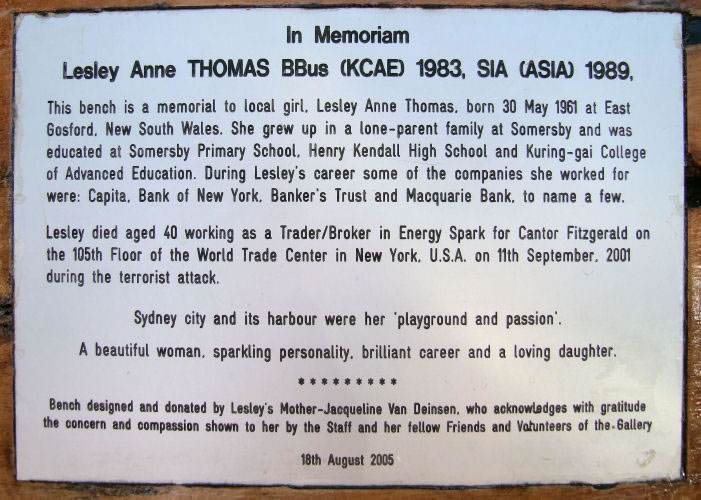 In Memoriam
Lesley Anne THOMAS BBus (KCAE) 1983, SIA (ASIA) 1989,
This bench is a memorial to local girl, Lesley Anne Thomas, born 30 May 1961 at East
Gosford, New South Wales. She grew up in a lone-parent family at Somersby and was
educated at Somersby Primary School, Henry Kendall High School and Kuring-gai College
of Advanced Education. During Lesley's career some of the companies she worked for
were: Capita, Bank of New York, Banker's Trust and Macquarie Bank, to name a few.
Lesley died aged 40 working as a Trader/Broker in Energy Spark for Cantor Fitzgerald on
the 105th Floor of the World Trade Center in New York, U.S.A. on 11th September, 2001
during the terrorist attack.
Sydney city and its harbour were her 'playground and passion'.
A beautiful woman, sparkling personality, brilliant career and a loving daughter.
* * * * * * * * *
Bench designed and donated by Lesley's Mother-Jacqueline Van Deinsen, who acknowledges with gratitude
the concern and compassion shown to her by the Staff and her fellow Friends and Volunteers of the Gallery
18th August 2005